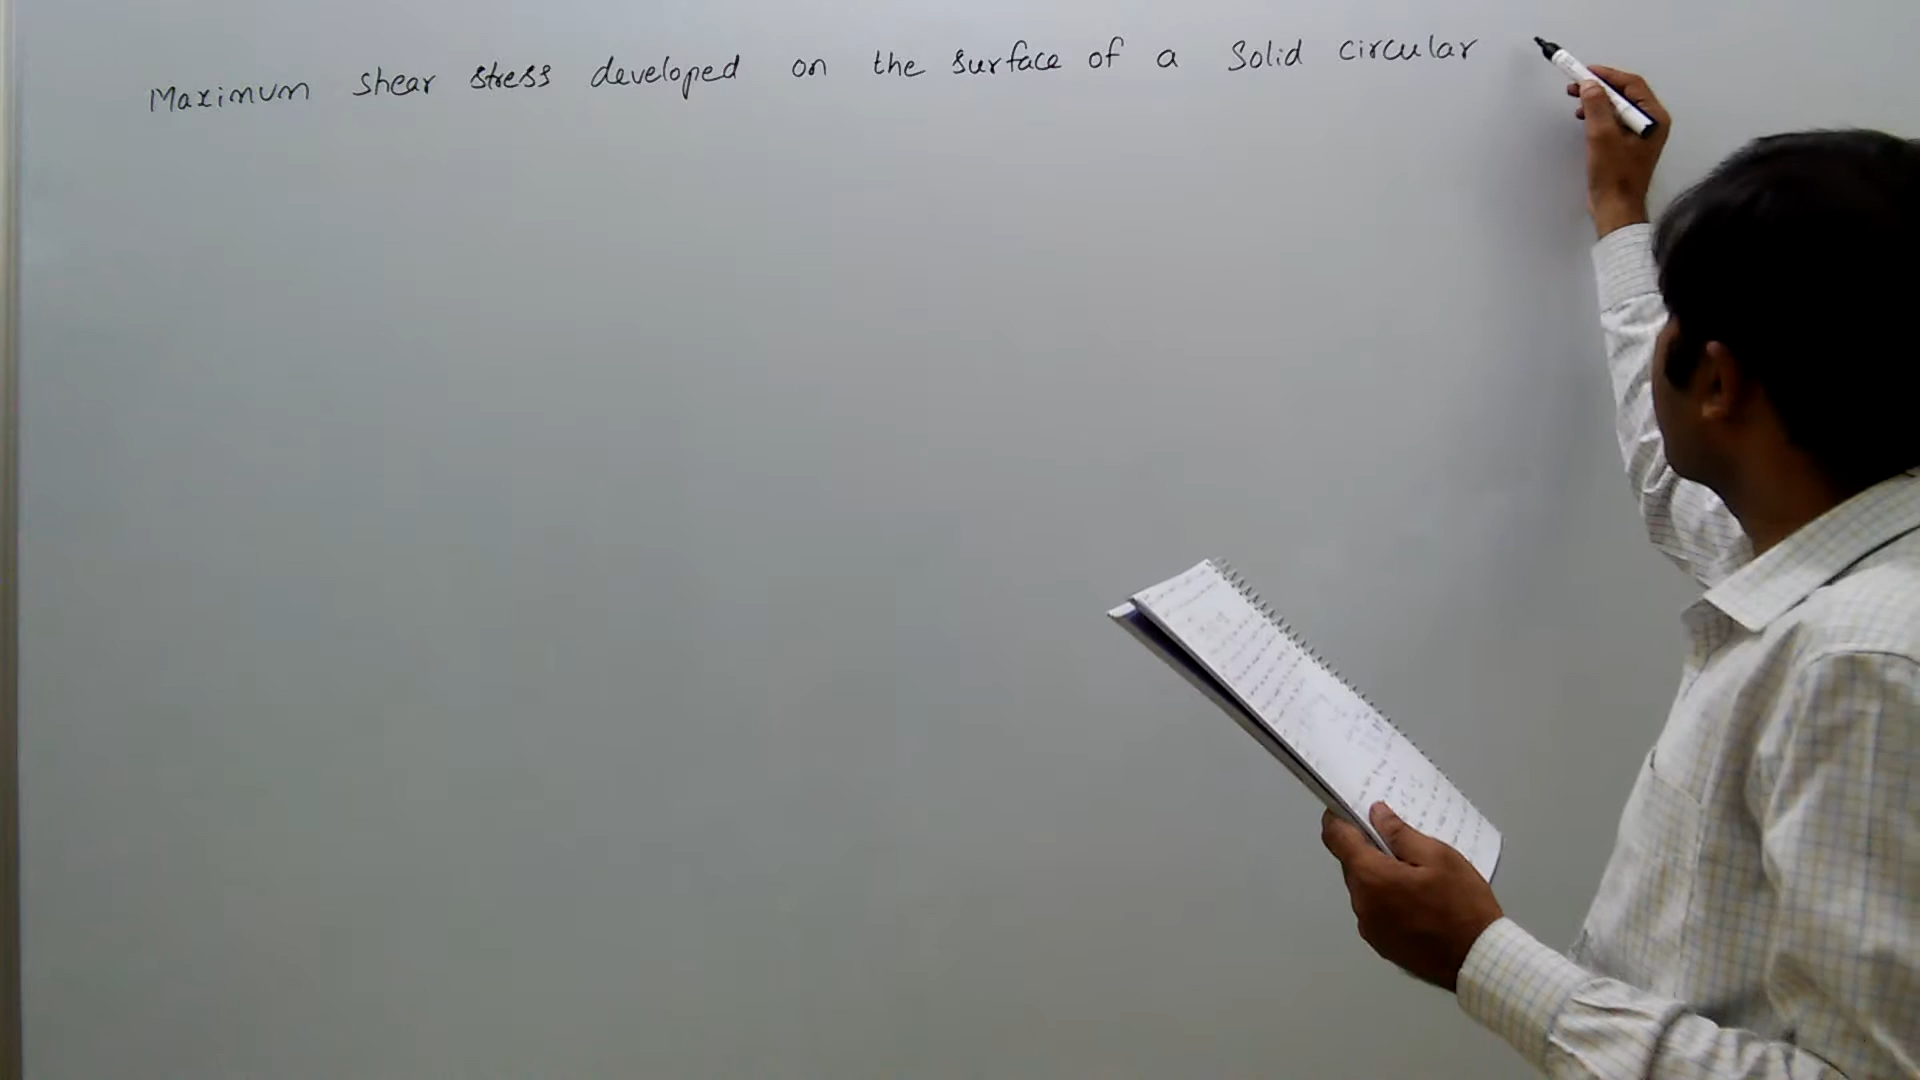 Maximum shear stress developed on the surface of a Solid circular